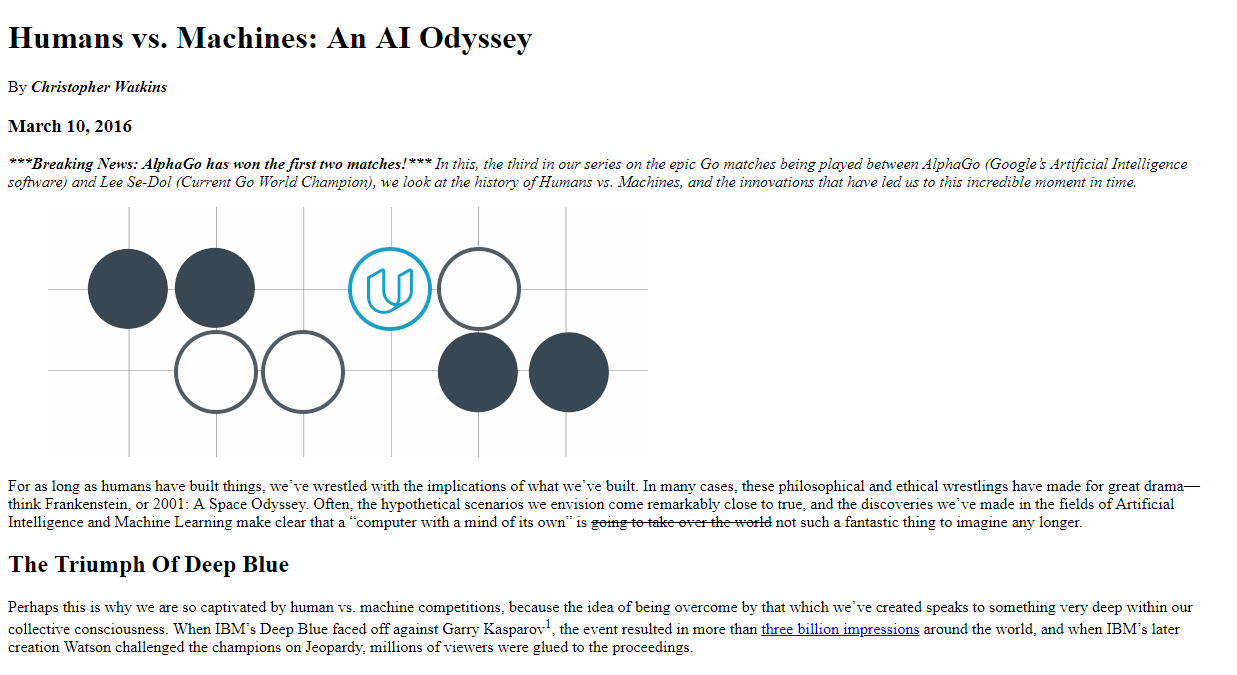 Humans vs. Machines: An AI Odyssey
By Christopher Watkins
March 10, 2016
***Breaking News: AlphaGo has won the first two matches!*** In this, the third in our series on the epic Go matches being played between AlphaGo (Google's Artificial Intelligence
software) and Lee Se-Dol (Current Go World Champion), we look at the history of Humans vs. Machines, and the innovations that have led us to this incredible moment in time.
For as long as humans have built things, we've wrestled with the implications of what we've built. In many cases, these philosophical and ethical wrestlings have made for great drama—
think Frankenstein, or 2001: A Space Odyssey. Often, the hypothetical scenarios we envision come remarkably close to true, and the discoveries we've made in the fields of Artificial
Intelligence and Machine Learning make clear that a “computer with a mind of its own” is going to take over the world not such a fantastic thing to imagine any longer.
The Triumph Of Deep Blue
Perhaps this is why we are so captivated by human vs. machine competitions, because the idea of being overcome by that which we've created speaks to something very deep within our
collective consciousness. When IBM's Deep Blue faced off against Garry Kasparov1, the event resulted in more than three billion impressions around the world, and when IBM's later
creation Watson challenged the champions on Jeopardy, millions of viewers were glued to the proceedings.